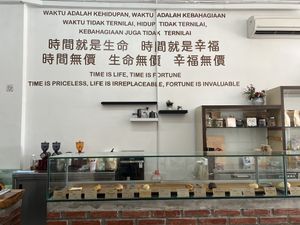 WAKTU ADALAH KEHIDUPAN, WAKTU ADALAH KEBAHAGIAAN
WAKTU TIDAK TERNILAI, HIDUP TIDAK TERNILAI,
KEBAHAGIAAN JUGA TIDAK TERNILAI
時間就是生命 時間就是幸福
時間無價 生命無價 幸福無價
TIME IS LIFE, TIME IS FORTUNE
TIME IS PRICELESS, LIFE IS IRREPLACEABLE, FORTUNE IS INVALUABLE